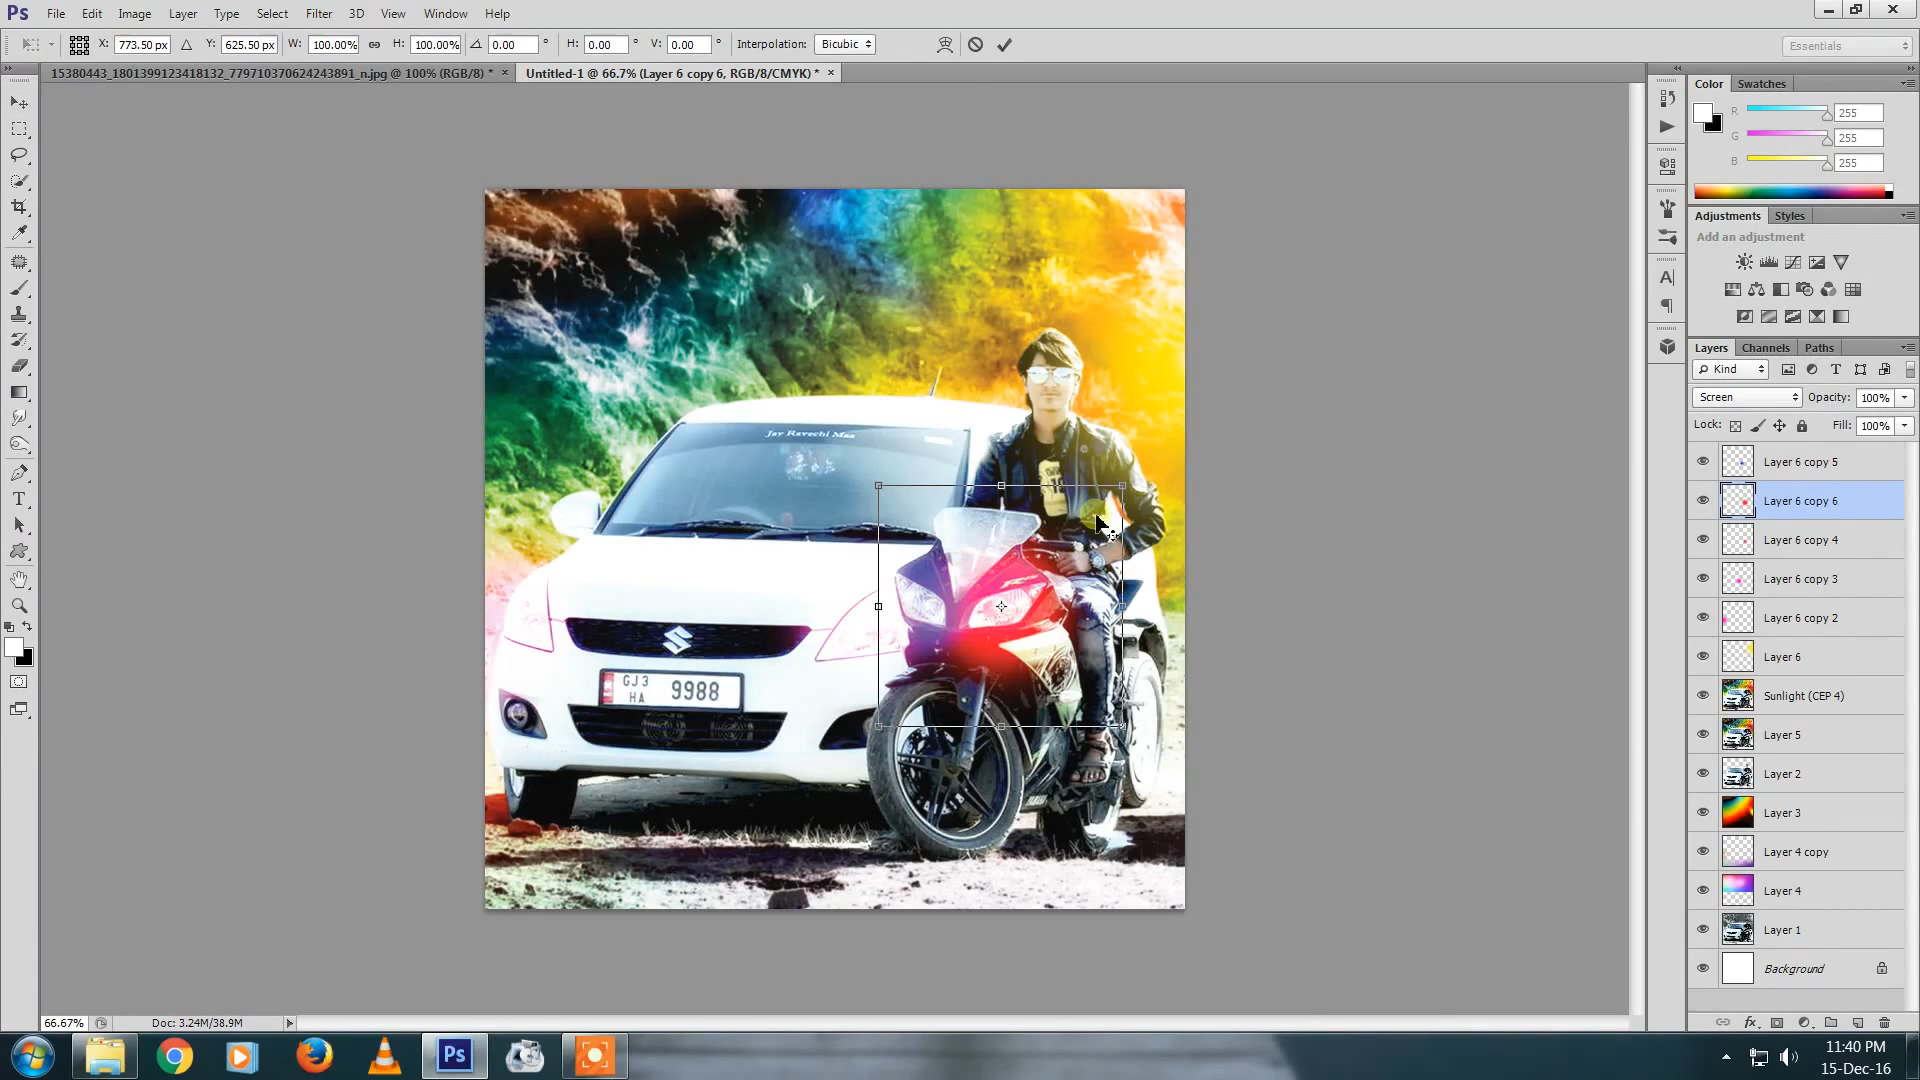 Ps File Edit Image Layer Type Select Filter 3D View Window Help
X: 773.50 px Y: 625.50 px W: 100.00% H: 100.00% 0.00 ° H: 0.00 ° V: 0.00 ° Interpolation: Bicubic Essentials
15380443_1801399123418132_779710370624243891_n.jpg @ 100% (RGB/8) * × Untitled-1 @ 66.7% (Layer 6 copy 6, RGB/8/CMYK) * ×
Color Swatches
R 255
G 255
B 255
Adjustments Styles
Add an adjustment
Layers Channels Paths
Kind
Screen Opacity: 100%
Lock: Fill: 100%
Layer 6 copy 5
Layer 6 copy 6
Layer 6 copy 4
Layer 6 copy 3
Layer 6 copy 2
Layer 6
Sunlight (CEP 4)
Layer 5
Layer 2
Layer 3
Layer 4 copy
Layer 4
Layer 1
Background
Jay Ravechi Maa
GJ 3
HA 9988
66.67% Doc: 3.24M/38.9M
Ps
11:40 PM
15-Dec-16